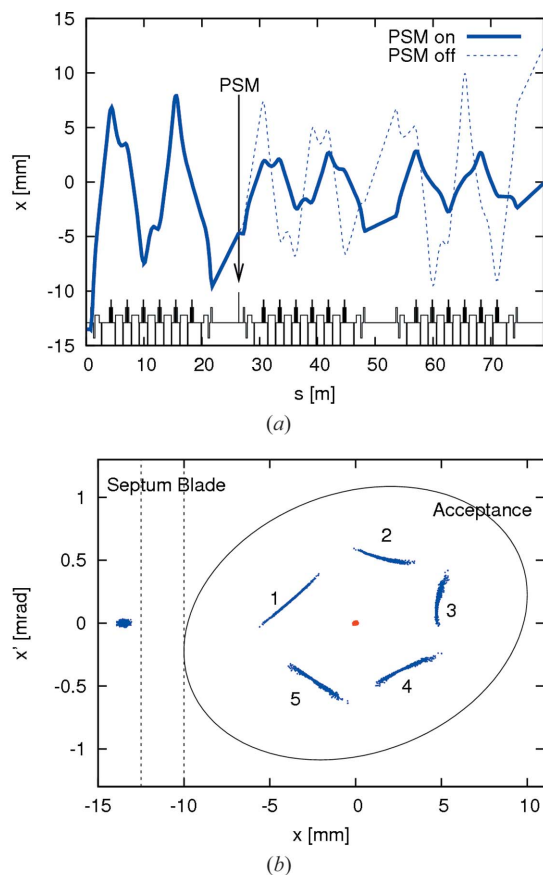 PSM on
PSM off
PSM
15
10
5
0
-5
-10
-15
x [mm]
0 10 20 30 40 50 60 70
s [m]
(a)
Septum Blade
Acceptance
1
2
3
4
5
1
0.5
0
-0.5
-1
x' [mrad]
-15 -10 -5 0 5 10
x [mm]
(b)